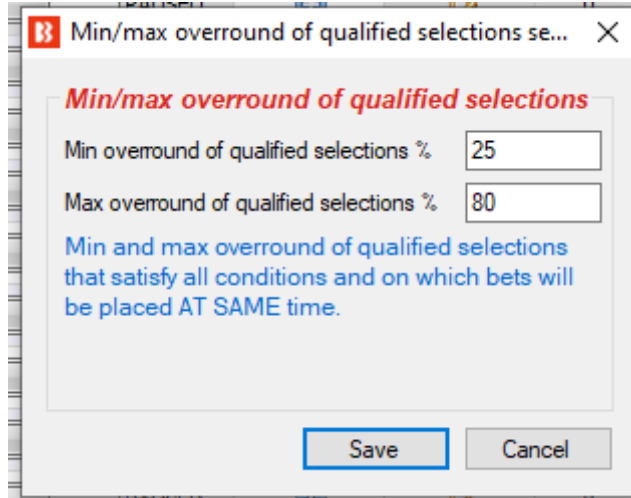 PAUSED
Min/max overround of qualified selections se...
Min/max overround of qualified selections
Min overround of qualified selections % 25
Max overround of qualified selections % 80
Min and max overround of qualified selections
that satisfy all conditions and on which bets will
be placed AT SAME time.
Save Cancel